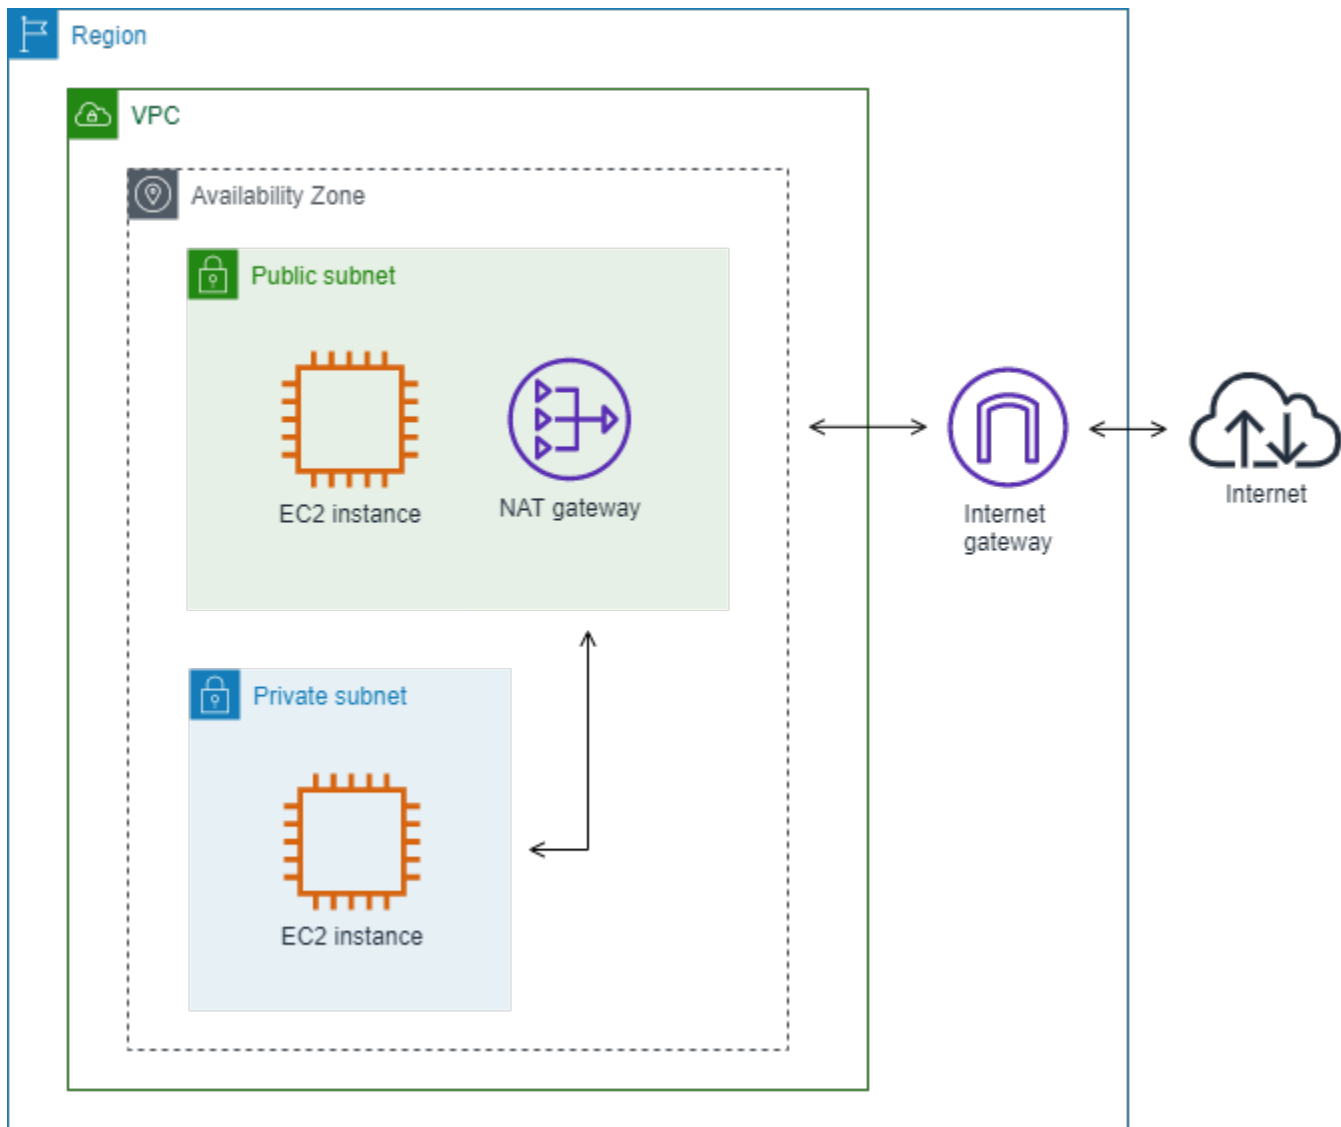 Region
VPC
Availability Zone
Public subnet
EC2 instance
NAT gateway
Internet
gateway
Internet
Private subnet
EC2 instance